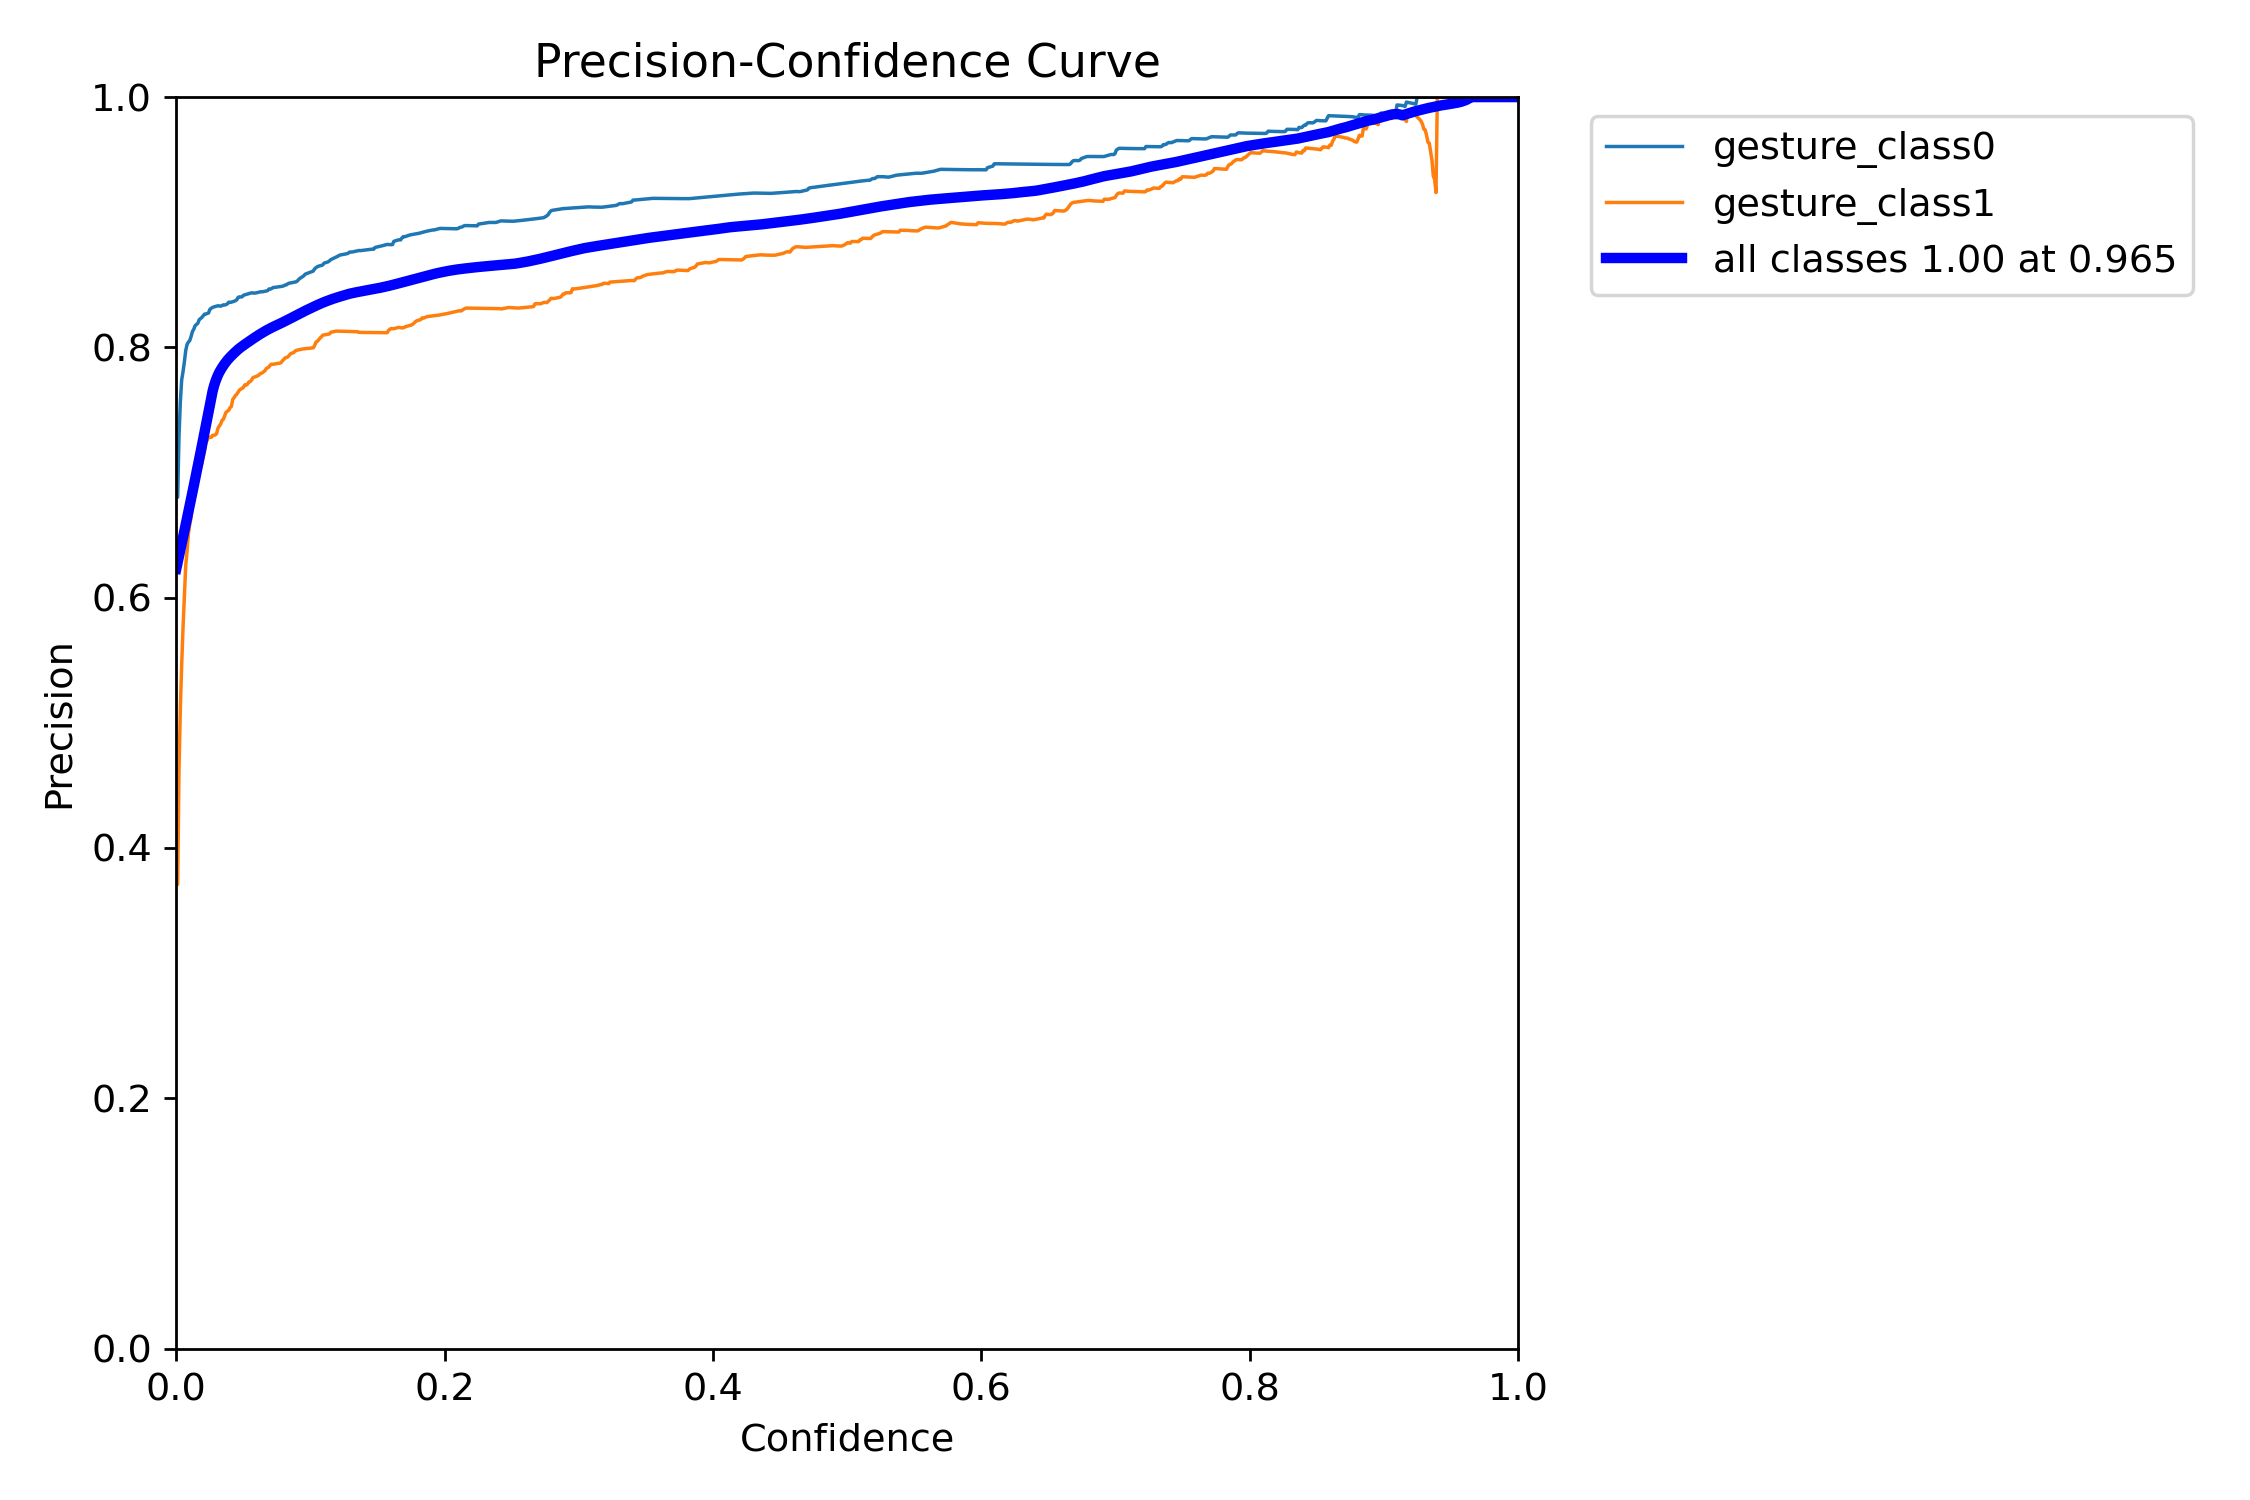 Precision-Confidence Curve
1.0
0.8
0.6
0.4
0.2
0.0
Precision
0.0 0.2 0.4 0.6 0.8 1.0
Confidence
gesture_class0
gesture_class1
all classes 1.00 at 0.965